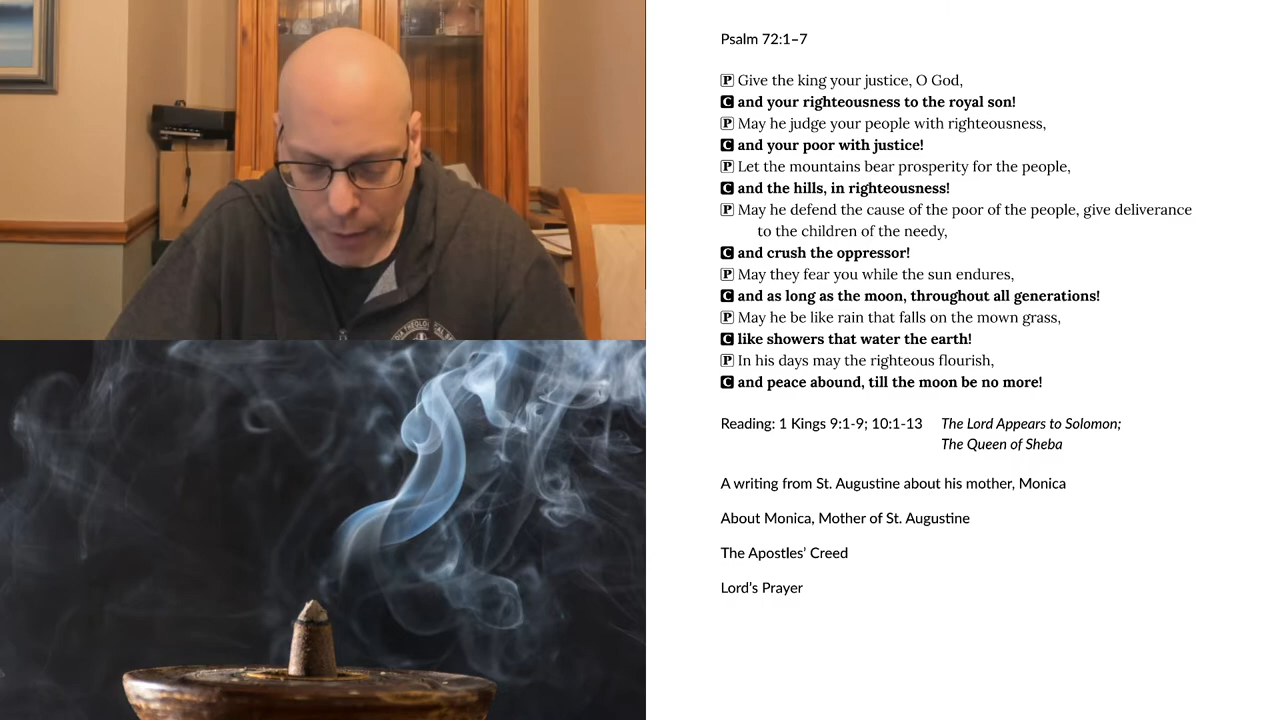 Psalm 72:1–7
P Give the king your justice, O God,
C and your righteousness to the royal son!
P May he judge your people with righteousness,
C and your poor with justice!
P Let the mountains bear prosperity for the people,
C and the hills, in righteousness!
P May he defend the cause of the poor of the people, give deliverance
to the children of the needy,
C and crush the oppressor!
P May they fear you while the sun endures,
C and as long as the moon, throughout all generations!
P May he be like rain that falls on the mown grass,
C like showers that water the earth!
P In his days may the righteous flourish,
C and peace abound, till the moon be no more!
Reading: 1 Kings 9:1-9; 10:1-13 The Lord Appears to Solomon;
The Queen of Sheba
A writing from St. Augustine about his mother, Monica
About Monica, Mother of St. Augustine
The Apostles’ Creed
Lord’s Prayer